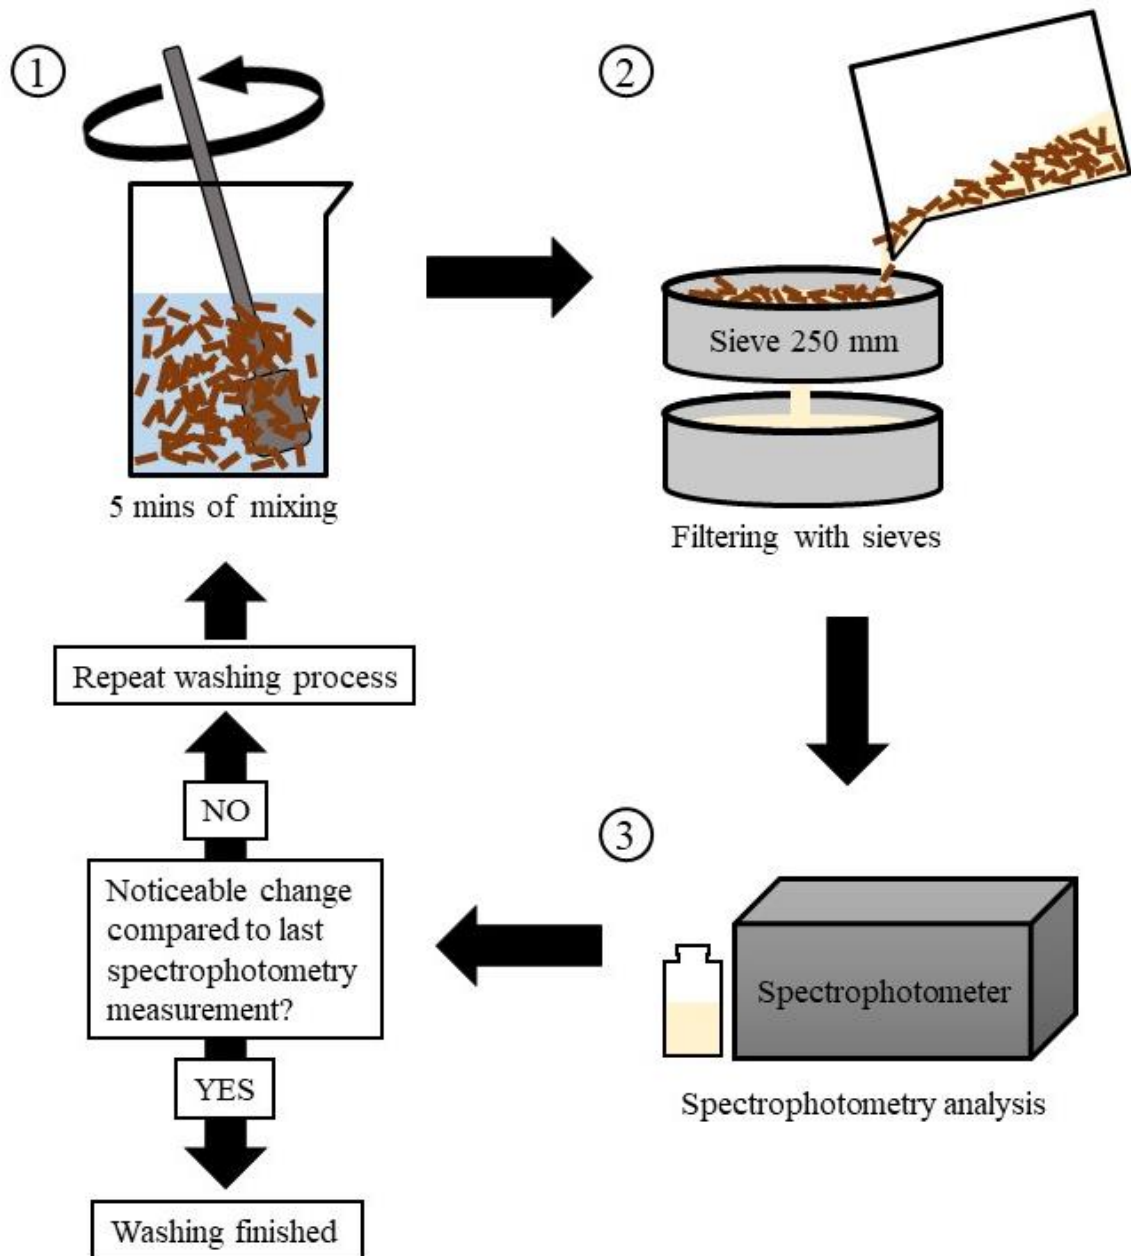 1
5 mins of mixing
2
Sieve 250 mm
Filtering with sieves
3
Spectrophotometer
Spectrophotometry analysis
Noticeable change
compared to last
spectrophotometry
measurement?
NO
Repeat washing process
YES
Washing finished